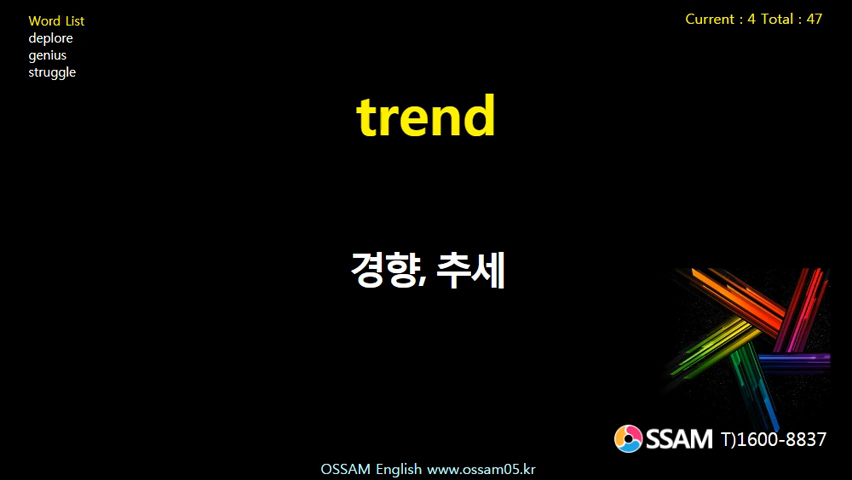 Word List
deplore
genius
struggle
Current : 4 Total : 47
trend
경향, 추세
OSSAM T)1600-8837
OSSAM English www.ossam05.kr